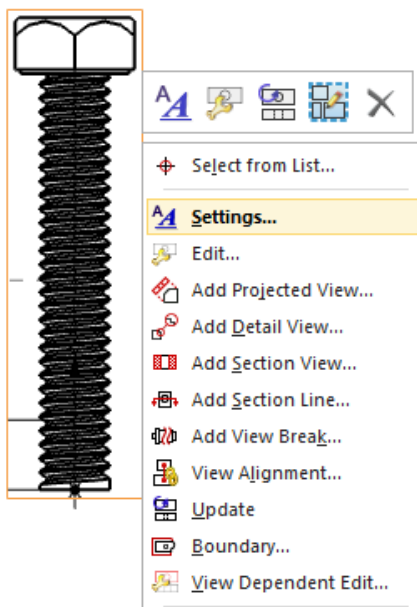 Select from List...
Settings...
Edit...
Add Projected View...
Add Detail View...
Add Section View...
Add Section Line...
Add View Break...
View Alignment...
Update
Boundary...
View Dependent Edit...